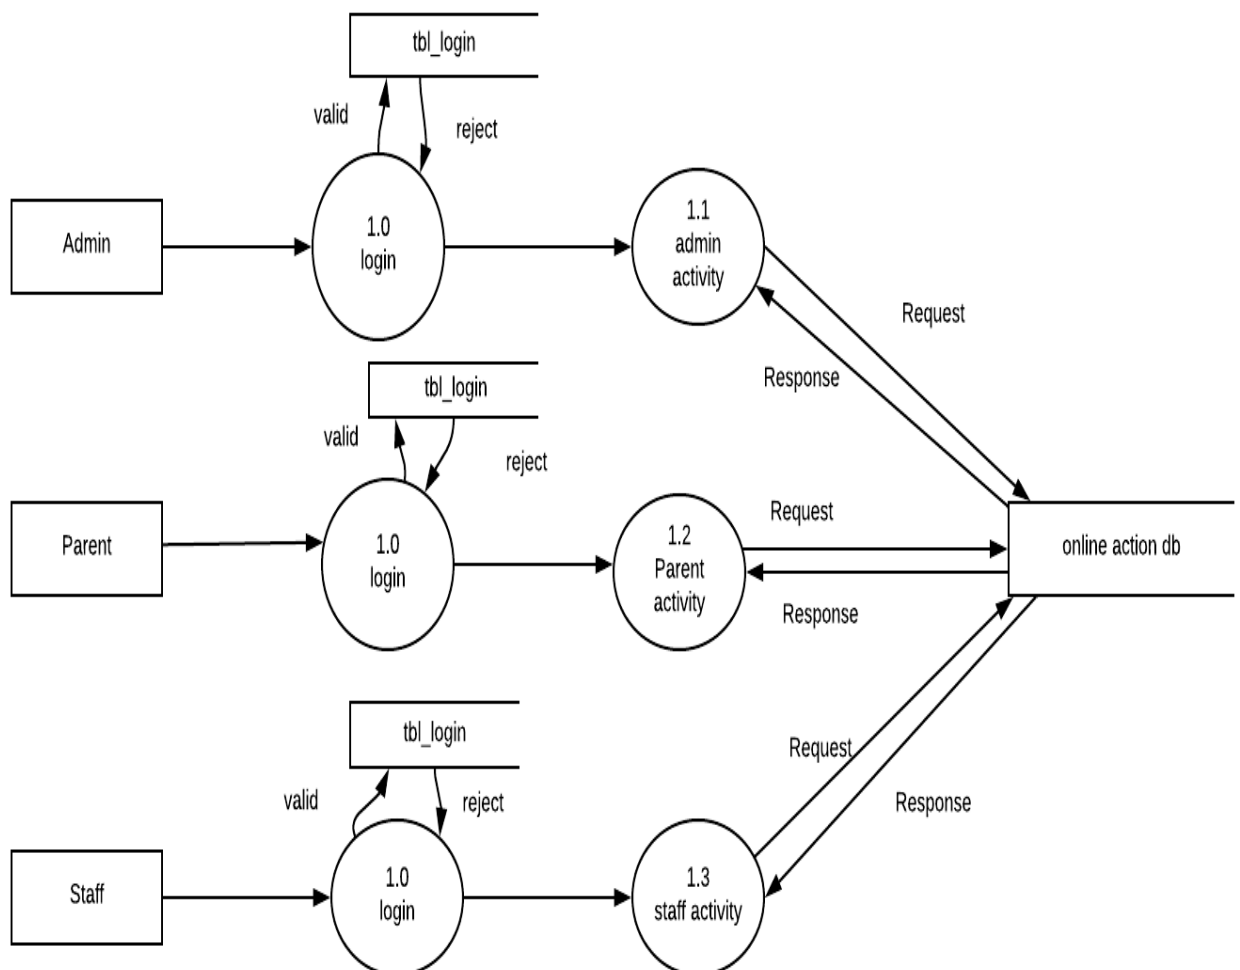 tbl_login
valid
reject
Admin
1.0
login
1.1
admin
activity
Request
Response
tbl_login
valid
reject
Parent
1.0
login
1.2
Parent
activity
Request
Response
online action db
tbl_login
valid
reject
Staff
1.0
login
1.3
staff activity
Request
Response